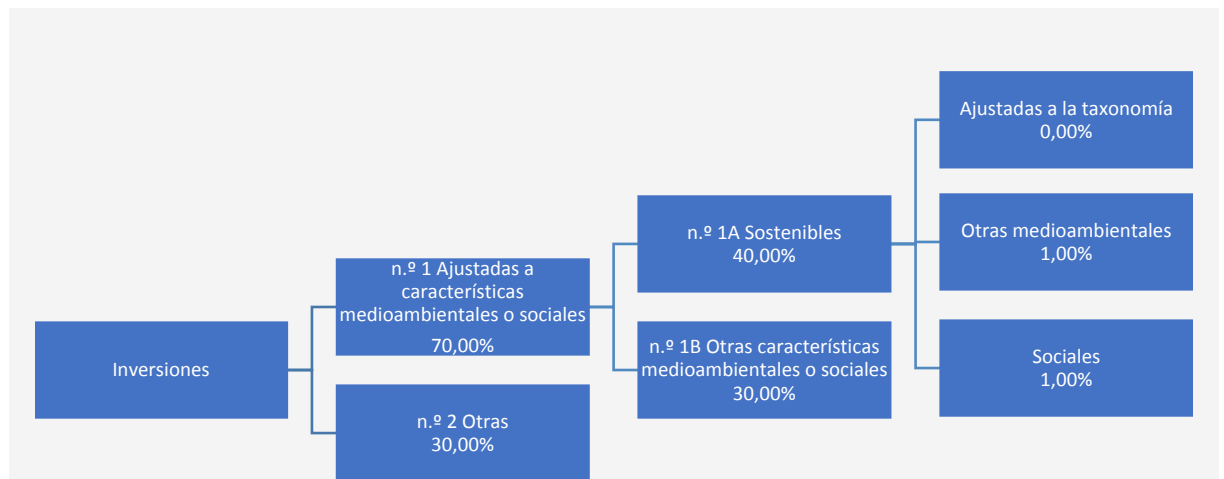 Inversiones
n.º 1 Ajustadas a
características
medioambientales o sociales
70,00%
n.º 2 Otras
30,00%
n.º 1A Sostenibles
40,00%
n.º 1B Otras características
medioambientales o sociales
30,00%
Ajustadas a la taxonomía
0,00%
Otras medioambientales
1,00%
Sociales
1,00%